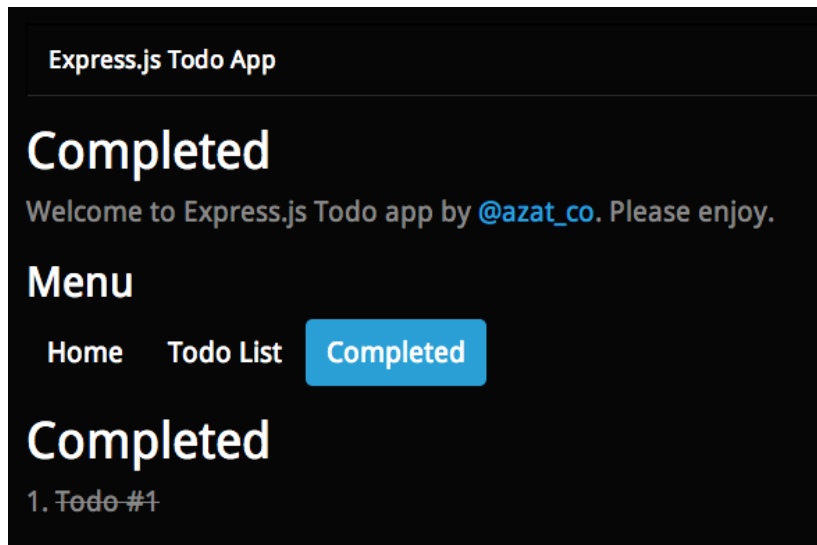 Express.js Todo App
Completed
Welcome to Express.js Todo app by @azat_co. Please enjoy.
Menu
Home Todo List Completed
Completed
1. Todo #1